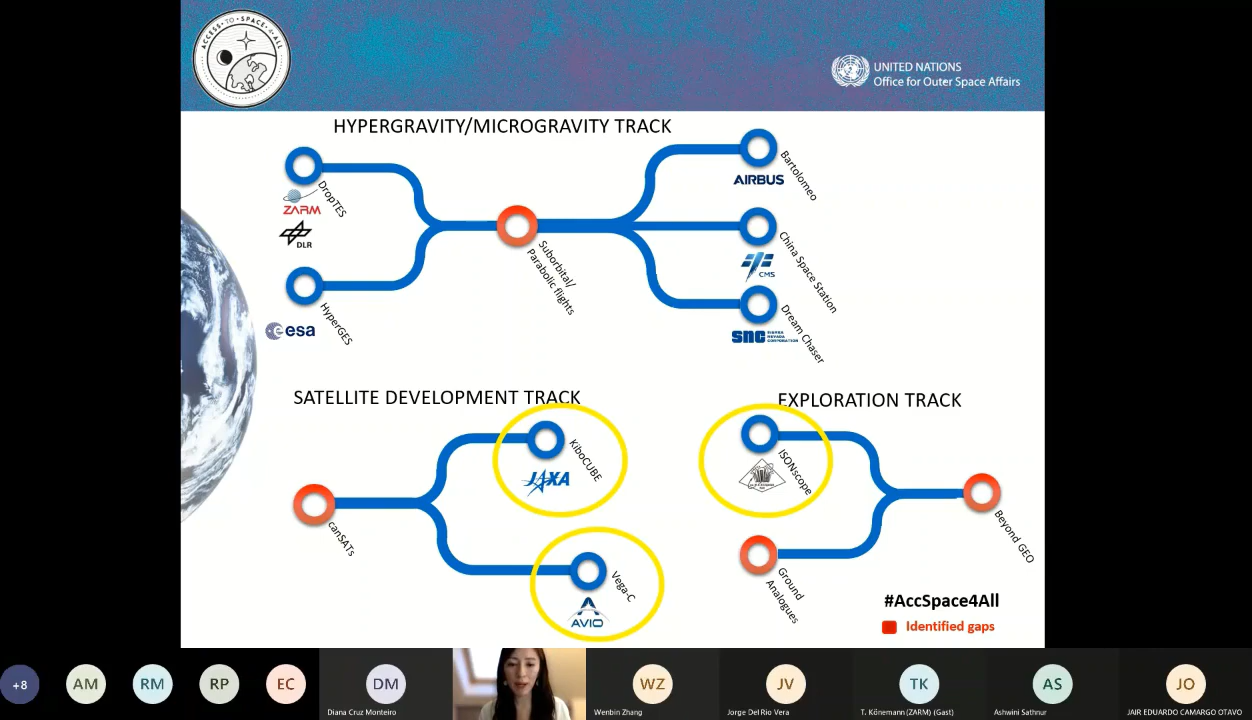 ACCESS • TO • SPACE • 4 • ALL
UNITED NATIONS
Office for Outer Space Affairs
HYPERGRAVITY/MICROGRAVITY TRACK
DropTES
ZARM
DLR
HyperGES
esa
Suborbital/
Parabolic flights
Bartolomeo
AIRBUS
China Space Station
CMS
Dream Chaser
snc SIERRA
NEVADA
CORPORATION
SATELLITE DEVELOPMENT TRACK
canSATs
KiboCUBE
JAXA
Vega-C
AVIO
EXPLORATION TRACK
ISONscope
Ground
Analogues
Beyond GEO
#AccSpace4All
Identified gaps
+8
AM
RM
RP
EC
DM
Diana Cruz Monteiro
WZ
Wenbin Zhang
JV
Jorge Del Rio Vera
TK
T. Könemann (ZARM) (Gast)
AS
Ashwini Sathnur
JO
JAIR EDUARDO CAMARGO OTAVO